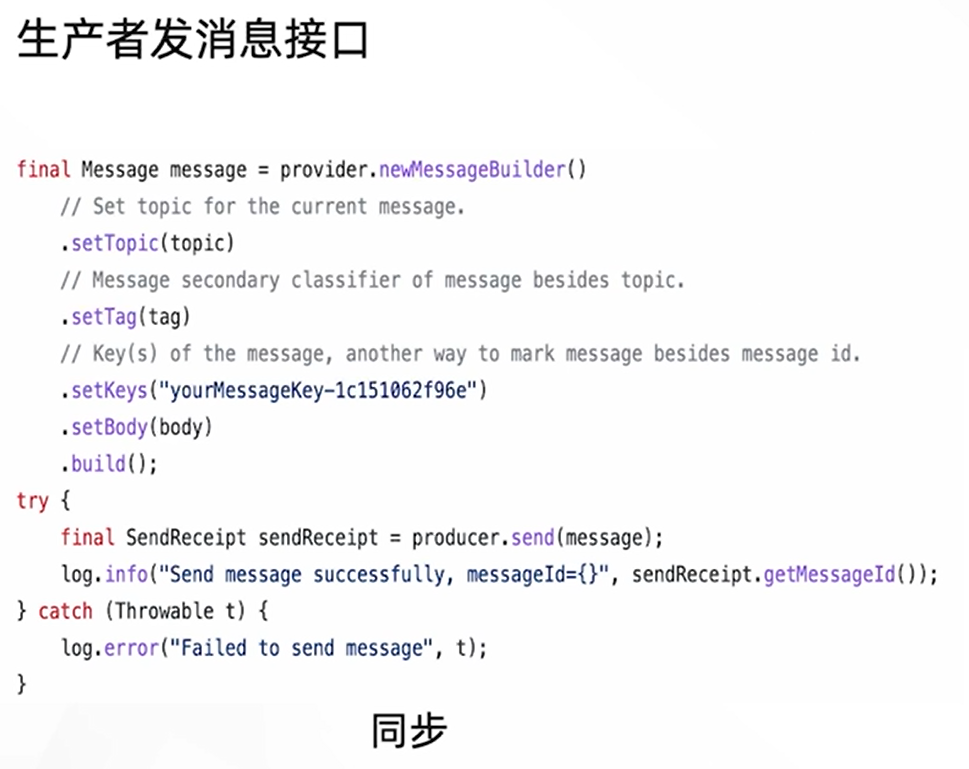 生产者发消息接口
final Message message = provider.newMessageBuilder()
    // Set topic for the current message.
    .setTopic(topic)
    // Message secondary classifier of message besides topic.
    .setTag(tag)
    // Key(s) of the message, another way to mark message besides message id.
    .setKeys("yourMessageKey-1c151062f96e")
    .setBody(body)
    .build();
try {
    final SendReceipt sendReceipt = producer.send(message);
    log.info("Send message successfully, messageId={}", sendReceipt.getMessageId());
} catch (Throwable t) {
    log.error("Failed to send message", t);
}
同步